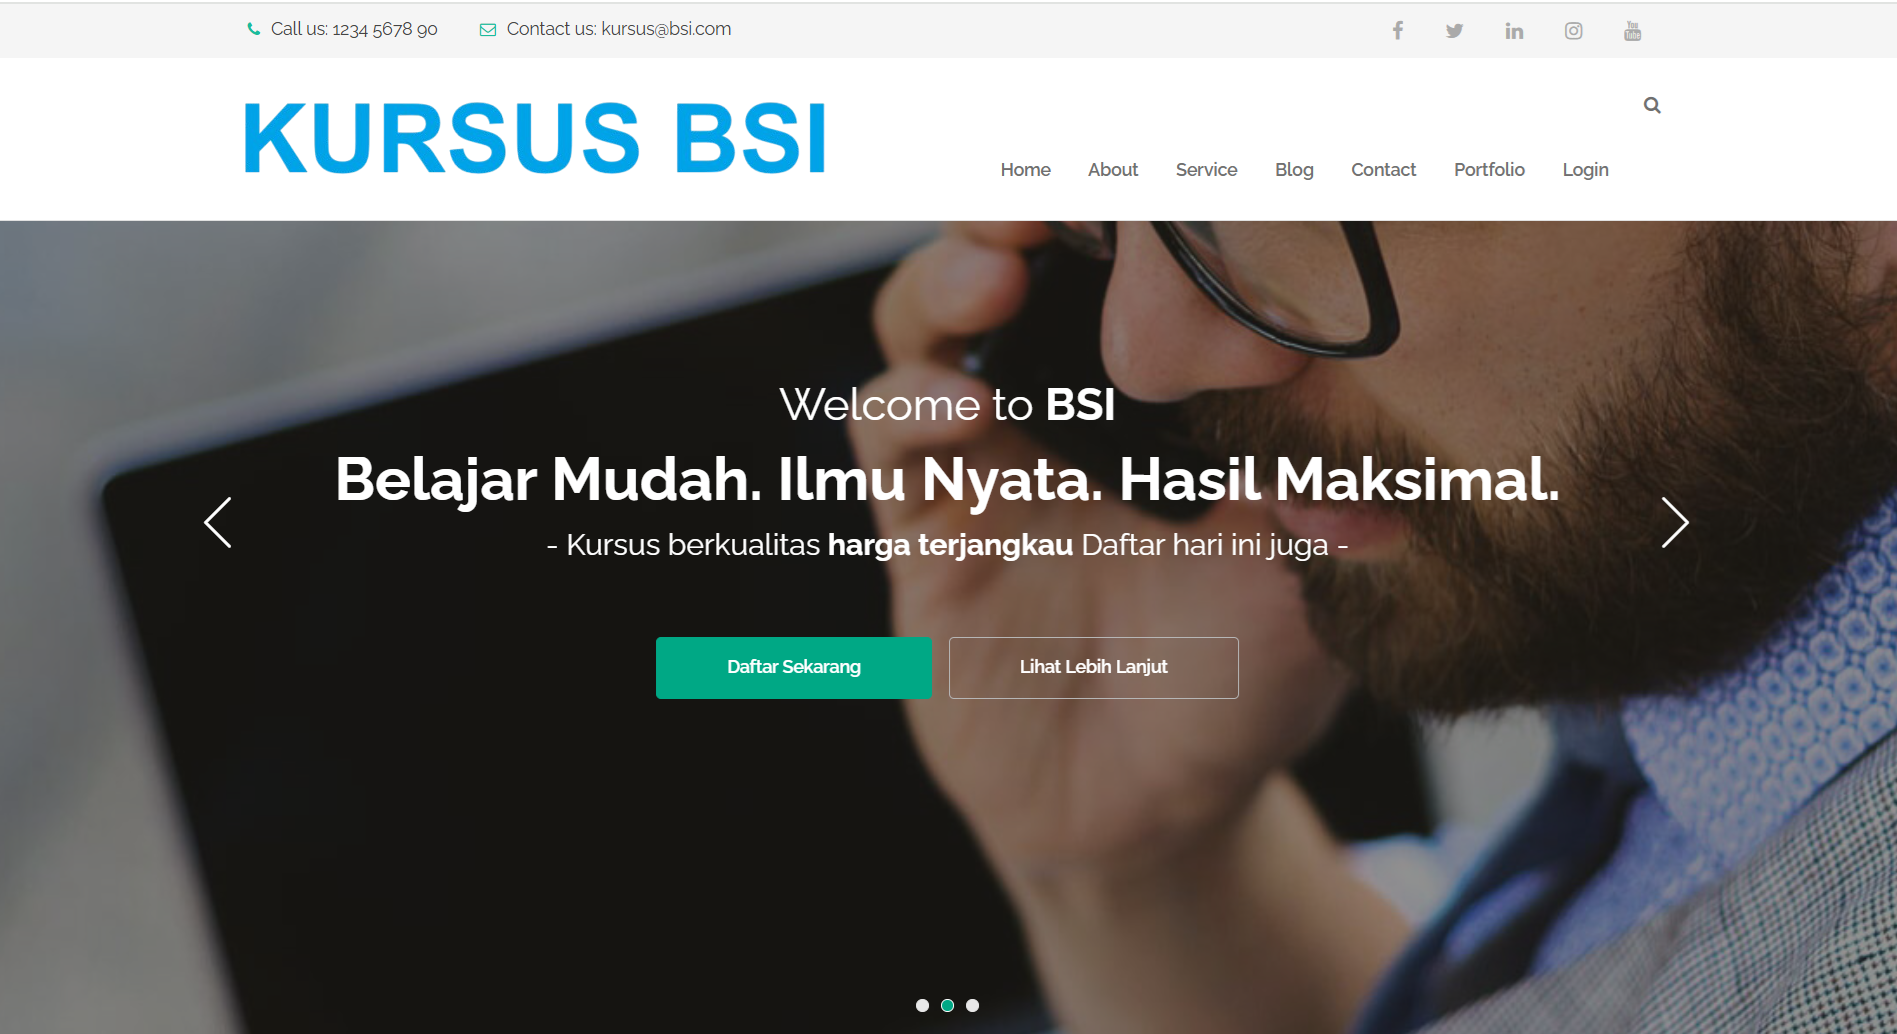 Call us: 1234 5678 90
Contact us: kursus@bsi.com
You Tube
KURSUS BSI
Home About Service Blog Contact Portfolio Login
Welcome to BSI
Belajar Mudah. Ilmu Nyata. Hasil Maksimal.
- Kursus berkualitas harga terjangkau Daftar hari ini juga -
Daftar Sekarang
Lihat Lebih Lanjut